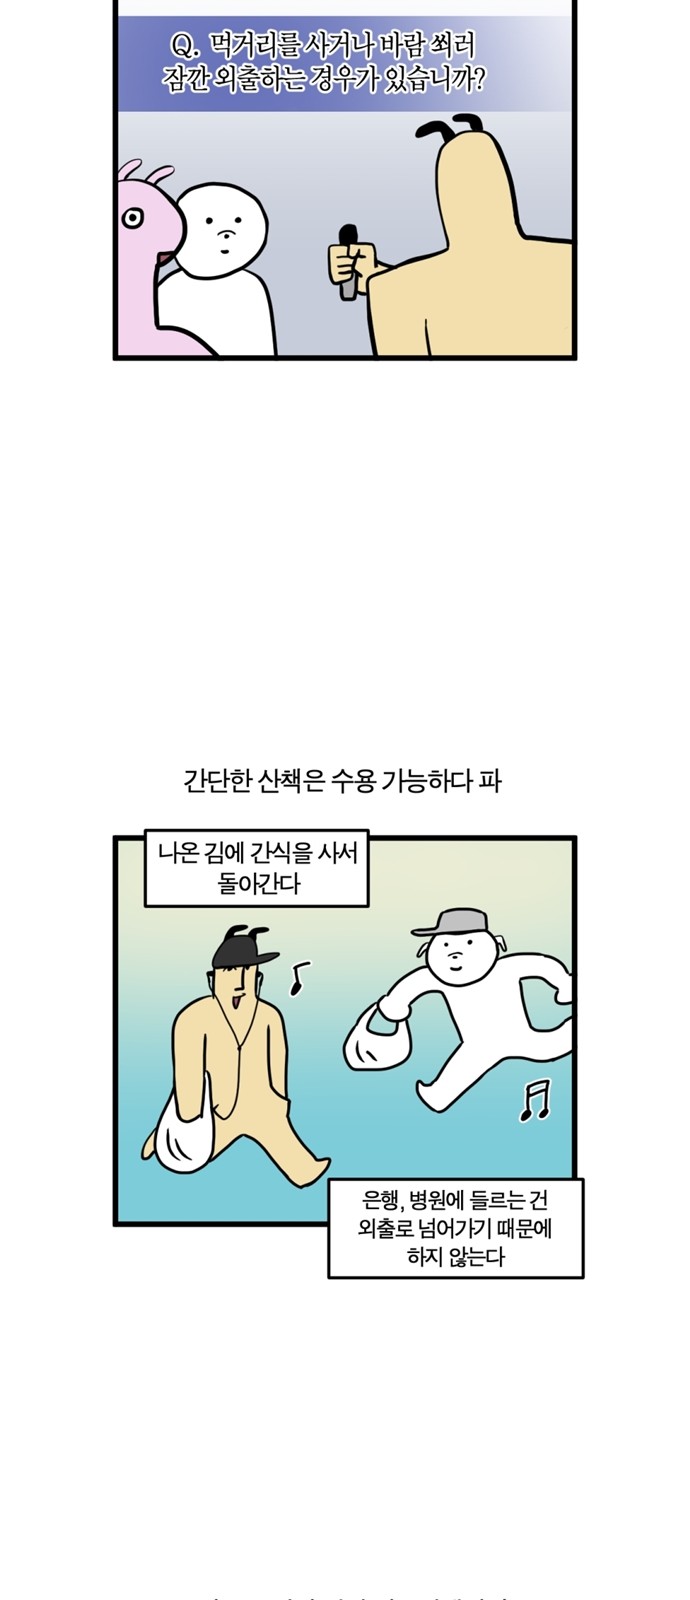 Q. 먹거리를 사거나 바람 쐬러
잠깐 외출하는 경우가 있습니까?
간단한 산책은 수용 가능하다 파
나온 김에 간식을 사서
돌아간다
은행, 병원에 들르는 건
외출로 넘어가기 때문에
하지 않는다